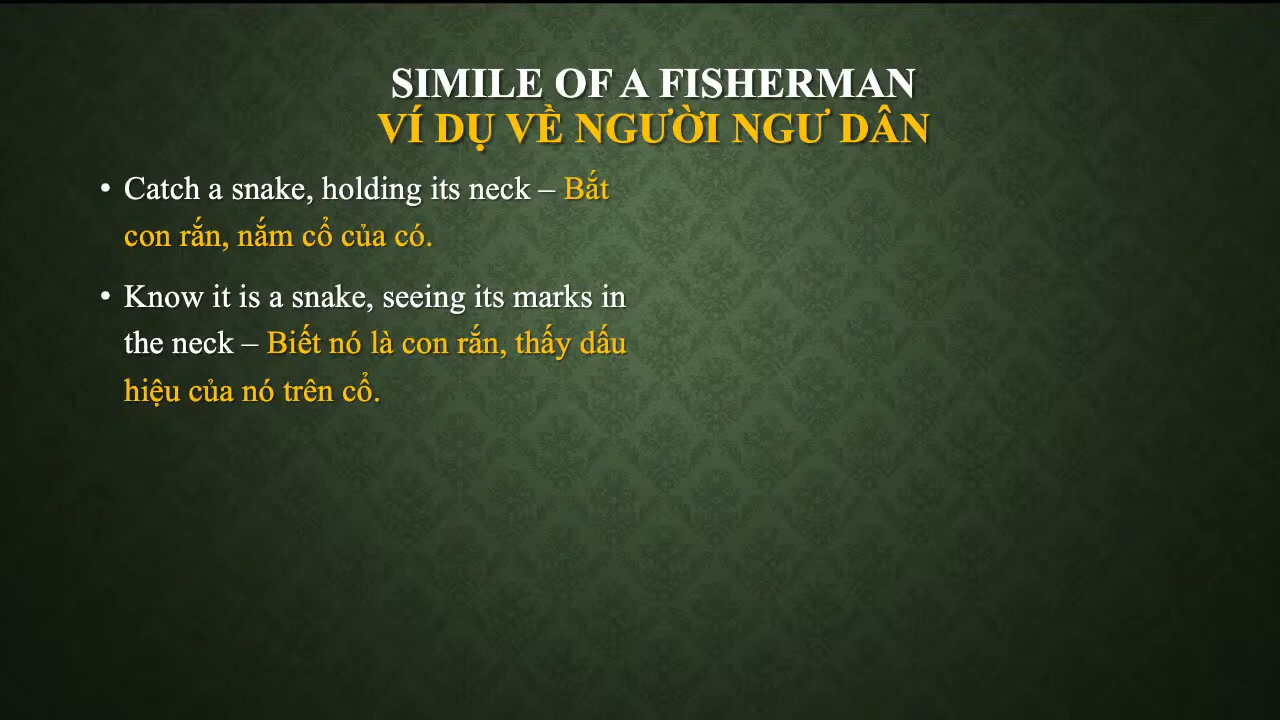 SIMILE OF A FISHERMAN
VÍ DỤ VỀ NGƯỜI NGƯ DÂN
• Catch a snake, holding its neck – Bắt
con rắn, nắm cổ của có.
• Know it is a snake, seeing its marks in
the neck – Biết nó là con rắn, thấy dấu
hiệu của nó trên cổ.